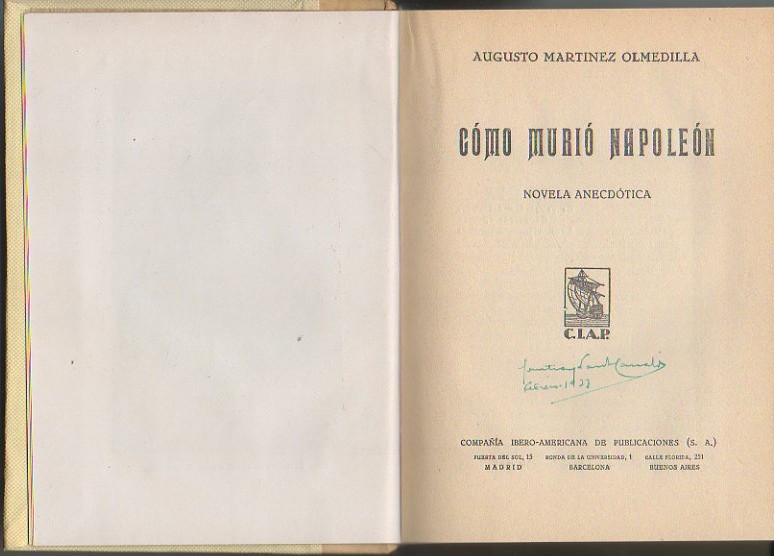 AUGUSTO MARTINEZ OLMEDILLA
CÓMO MURIÓ NAPOLEÓN
NOVELA ANECDÓTICA
C.I.A.P.
1933
COMPAÑÍA IBERO-AMERICANA DE PUBLICACIONES (S. A.)
PUERTA DEL SOL, 15 RONDA DE LA UNIVERSIDAD, 1 CALLE FLORIDA, 251
MADRID BARCELONA BUENOS AIRES